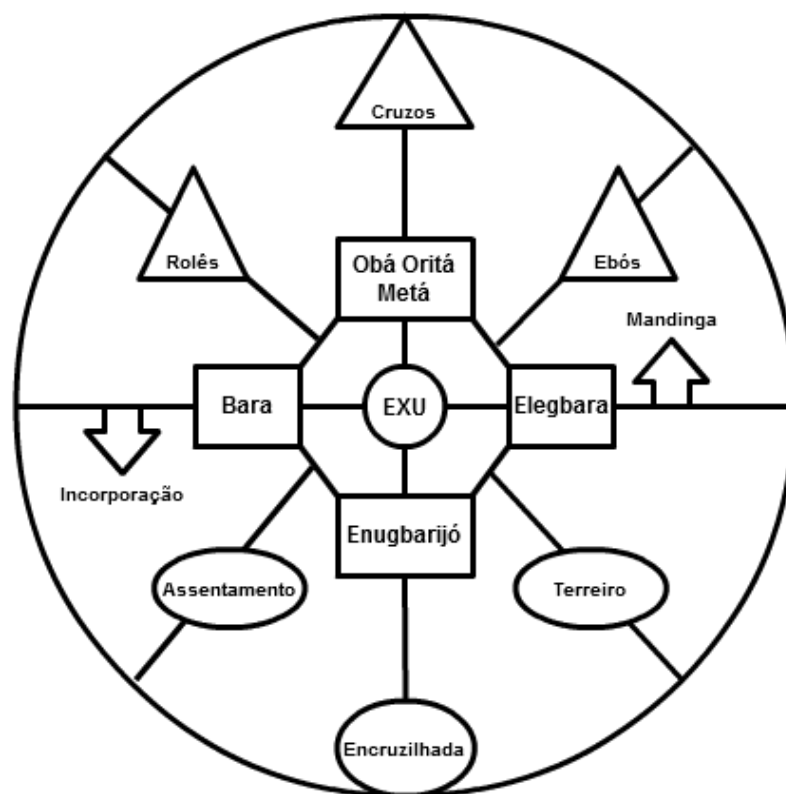 Cruzos
Rolês
Ebós
Obá Oritá
Metá
Mandinga
Bara
EXU
Elegbara
Incorporação
Enugbarijó
Assentamento
Terreiro
Encruzilhada